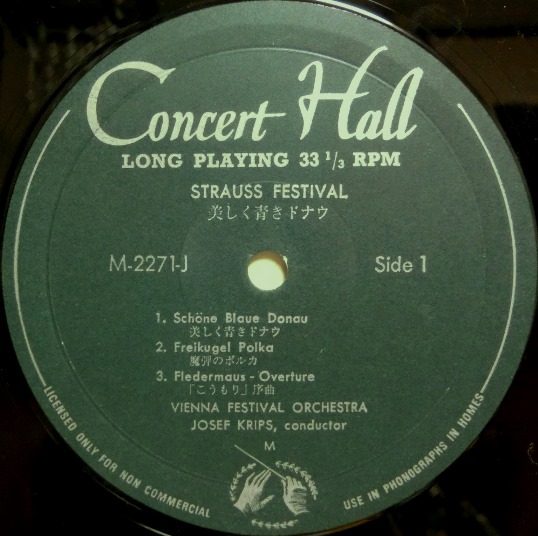 Concert Hall
LONG PLAYING 33 1/3 RPM
STRAUSS FESTIVAL
美しく青きドナウ
M-2271-J
Side 1
1. Schöne Blaue Donau
美しく青きドナウ
2. Freikugel Polka
魔弾のポルカ
3. Fledermaus - Overture
「こうもり」序曲
VIENNA FESTIVAL ORCHESTRA
JOSEF KRIPS, conductor
M
LICENSED ONLY FOR NON COMMERCIAL
USE IN PHONOGRAPHS IN HOMES